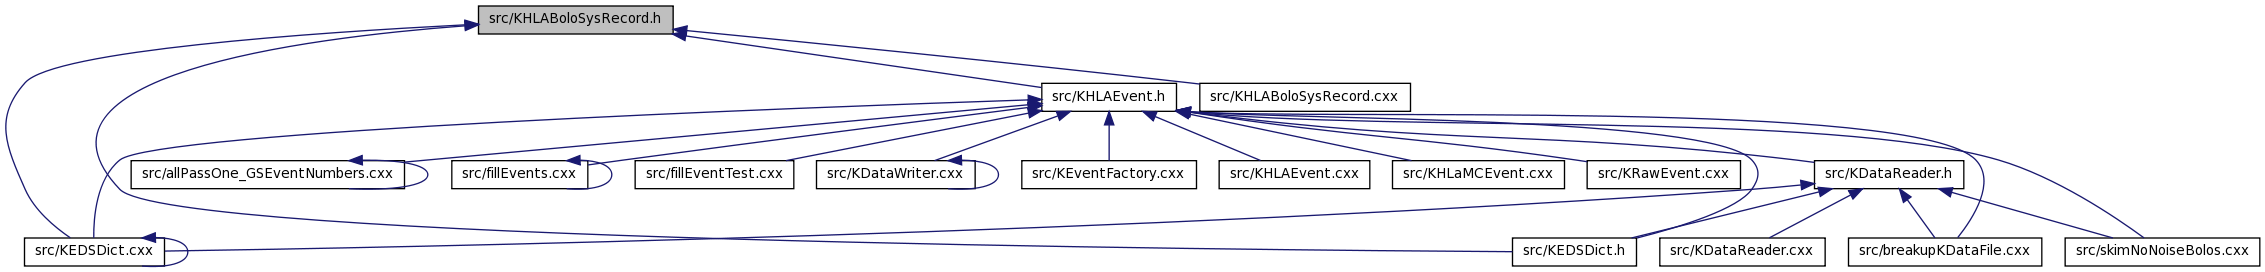 src/KHLABoloSysRecord.h
src/KHLAEvent.h
src/KHLABoloSysRecord.cxx
src/allPassOne_GSEventNumbers.cxx
src/fillEvents.cxx
src/fillEventTest.cxx
src/KDataWriter.cxx
src/KEventFactory.cxx
src/KHLAEvent.cxx
src/KHLaMCEvent.cxx
src/KRawEvent.cxx
src/KDataReader.h
src/KEDSDict.cxx
src/KEDSDict.h
src/KDataReader.cxx
src/breakupKDataFile.cxx
src/skimNoNoiseBolos.cxx